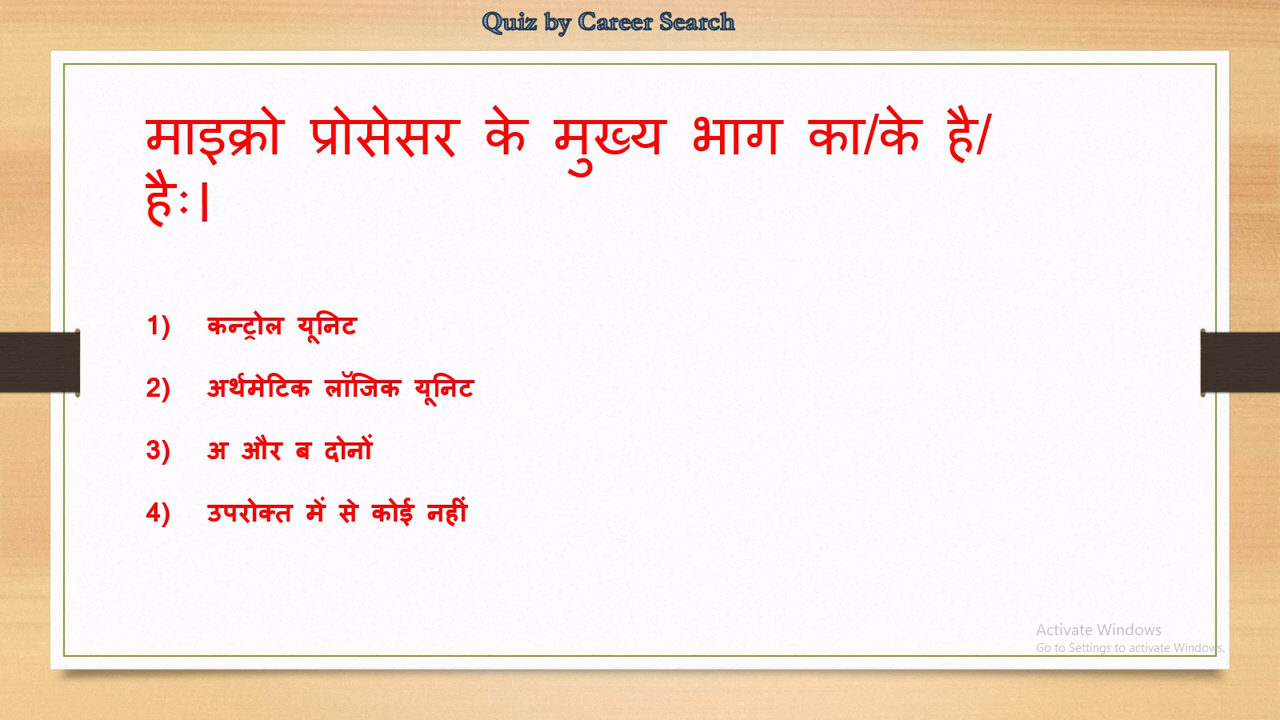 Quiz by Career Search
माइक्रो प्रोसेसर के मुख्य भाग का/के है/
हैः।
1) कन्ट्रोल यूनिट
2) अर्थमेटिक लॉजिक यूनिट
3) अ और ब दोनों
4) उपरोक्त में से कोई नहीं
Activate Windows
Go to Settings to activate Windows.